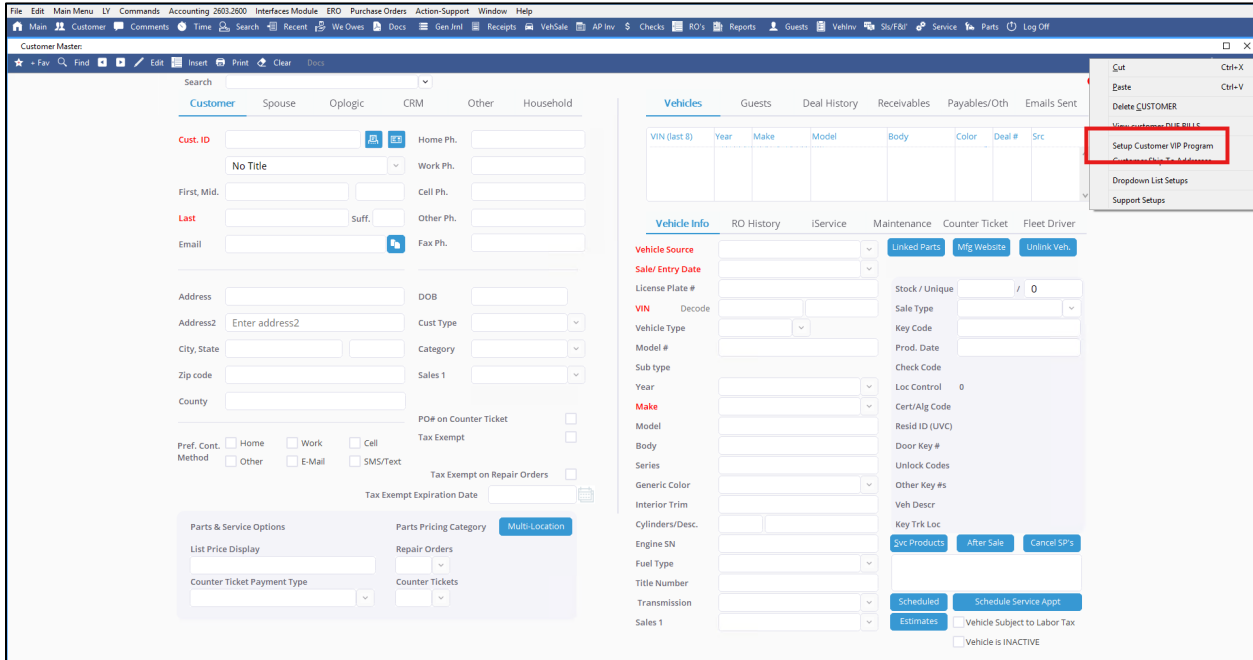 File Edit Main Menu LY Commands Accounting 2603.2600 Interfaces Module ERO Purchase Orders Action-Support Window Help
Main Customer Comments Time Search Recent We Owes Docs Gen Jrnl Receipts VehSale AP Inv $ Checks RO's Reports Guests VehInv Sls/F&I' Service Parts Log Off
Customer Master:
+ Fav Find Edit Insert Print Clear Docs
Search
Customer Spouse Oplogic CRM Other Household
Cust. ID Home Ph.
No Title Work Ph.
First, Mid. Cell Ph.
Last Suff. Other Ph.
Email Fax Ph.
Address DOB
Address2 Enter address2 Cust Type
City, State Category
Zip code Sales 1
County
PO# on Counter Ticket
Pref. Cont. Method Home Work Cell Tax Exempt
Other E-Mail SMS/Text
Tax Exempt on Repair Orders
Tax Exempt Expiration Date
Parts & Service Options Parts Pricing Category Multi-Location
List Price Display Repair Orders
Counter Ticket Payment Type Counter Tickets
Vehicles Guests Deal History Receivables Payables/Oth Emails Sent
VIN (last 8) Year Make Model Body Color Deal # Src
Vehicle Info RO History iService Maintenance Counter Ticket Fleet Driver
Vehicle Source Linked Parts Mfg Website Unlink Veh.
Sale/ Entry Date
License Plate # Stock / Unique / 0
VIN Decode Sale Type
Vehicle Type Key Code
Model # Prod. Date
Sub type Check Code
Year Loc Control 0
Make Cert/Alg Code
Model Resid ID (UVC)
Body Door Key #
Series Unlock Codes
Generic Color Other Key #s
Interior Trim Veh Descr
Cylinders/Desc. Key Trk Loc
Engine SN Svc Products After Sale Cancel SP's
Fuel Type
Title Number
Transmission Scheduled Schedule Service Appt
Sales 1 Estimates Vehicle Subject to Labor Tax
Vehicle is INACTIVE
Cut Ctrl+X
Paste Ctrl+V
Delete CUSTOMER
View customer DUE BILLS
Setup Customer VIP Program
Customer Ship To Addresses
Dropdown List Setups
Support Setups